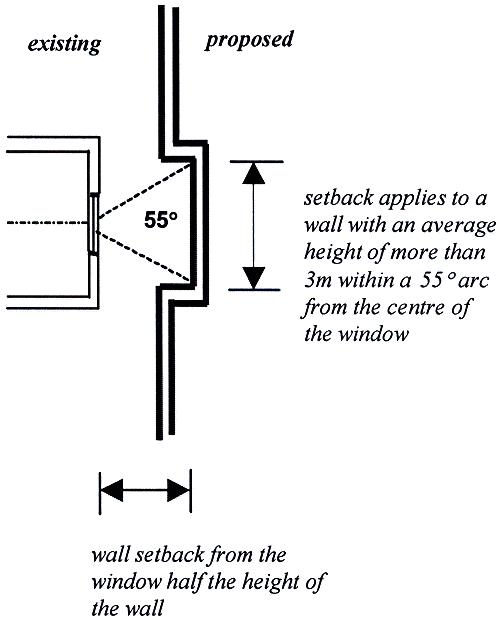 existing
proposed
55°
setback applies to a
wall with an average
height of more than
3m within a 55° arc
from the centre of
the window
wall setback from the
window half the height of
the wall